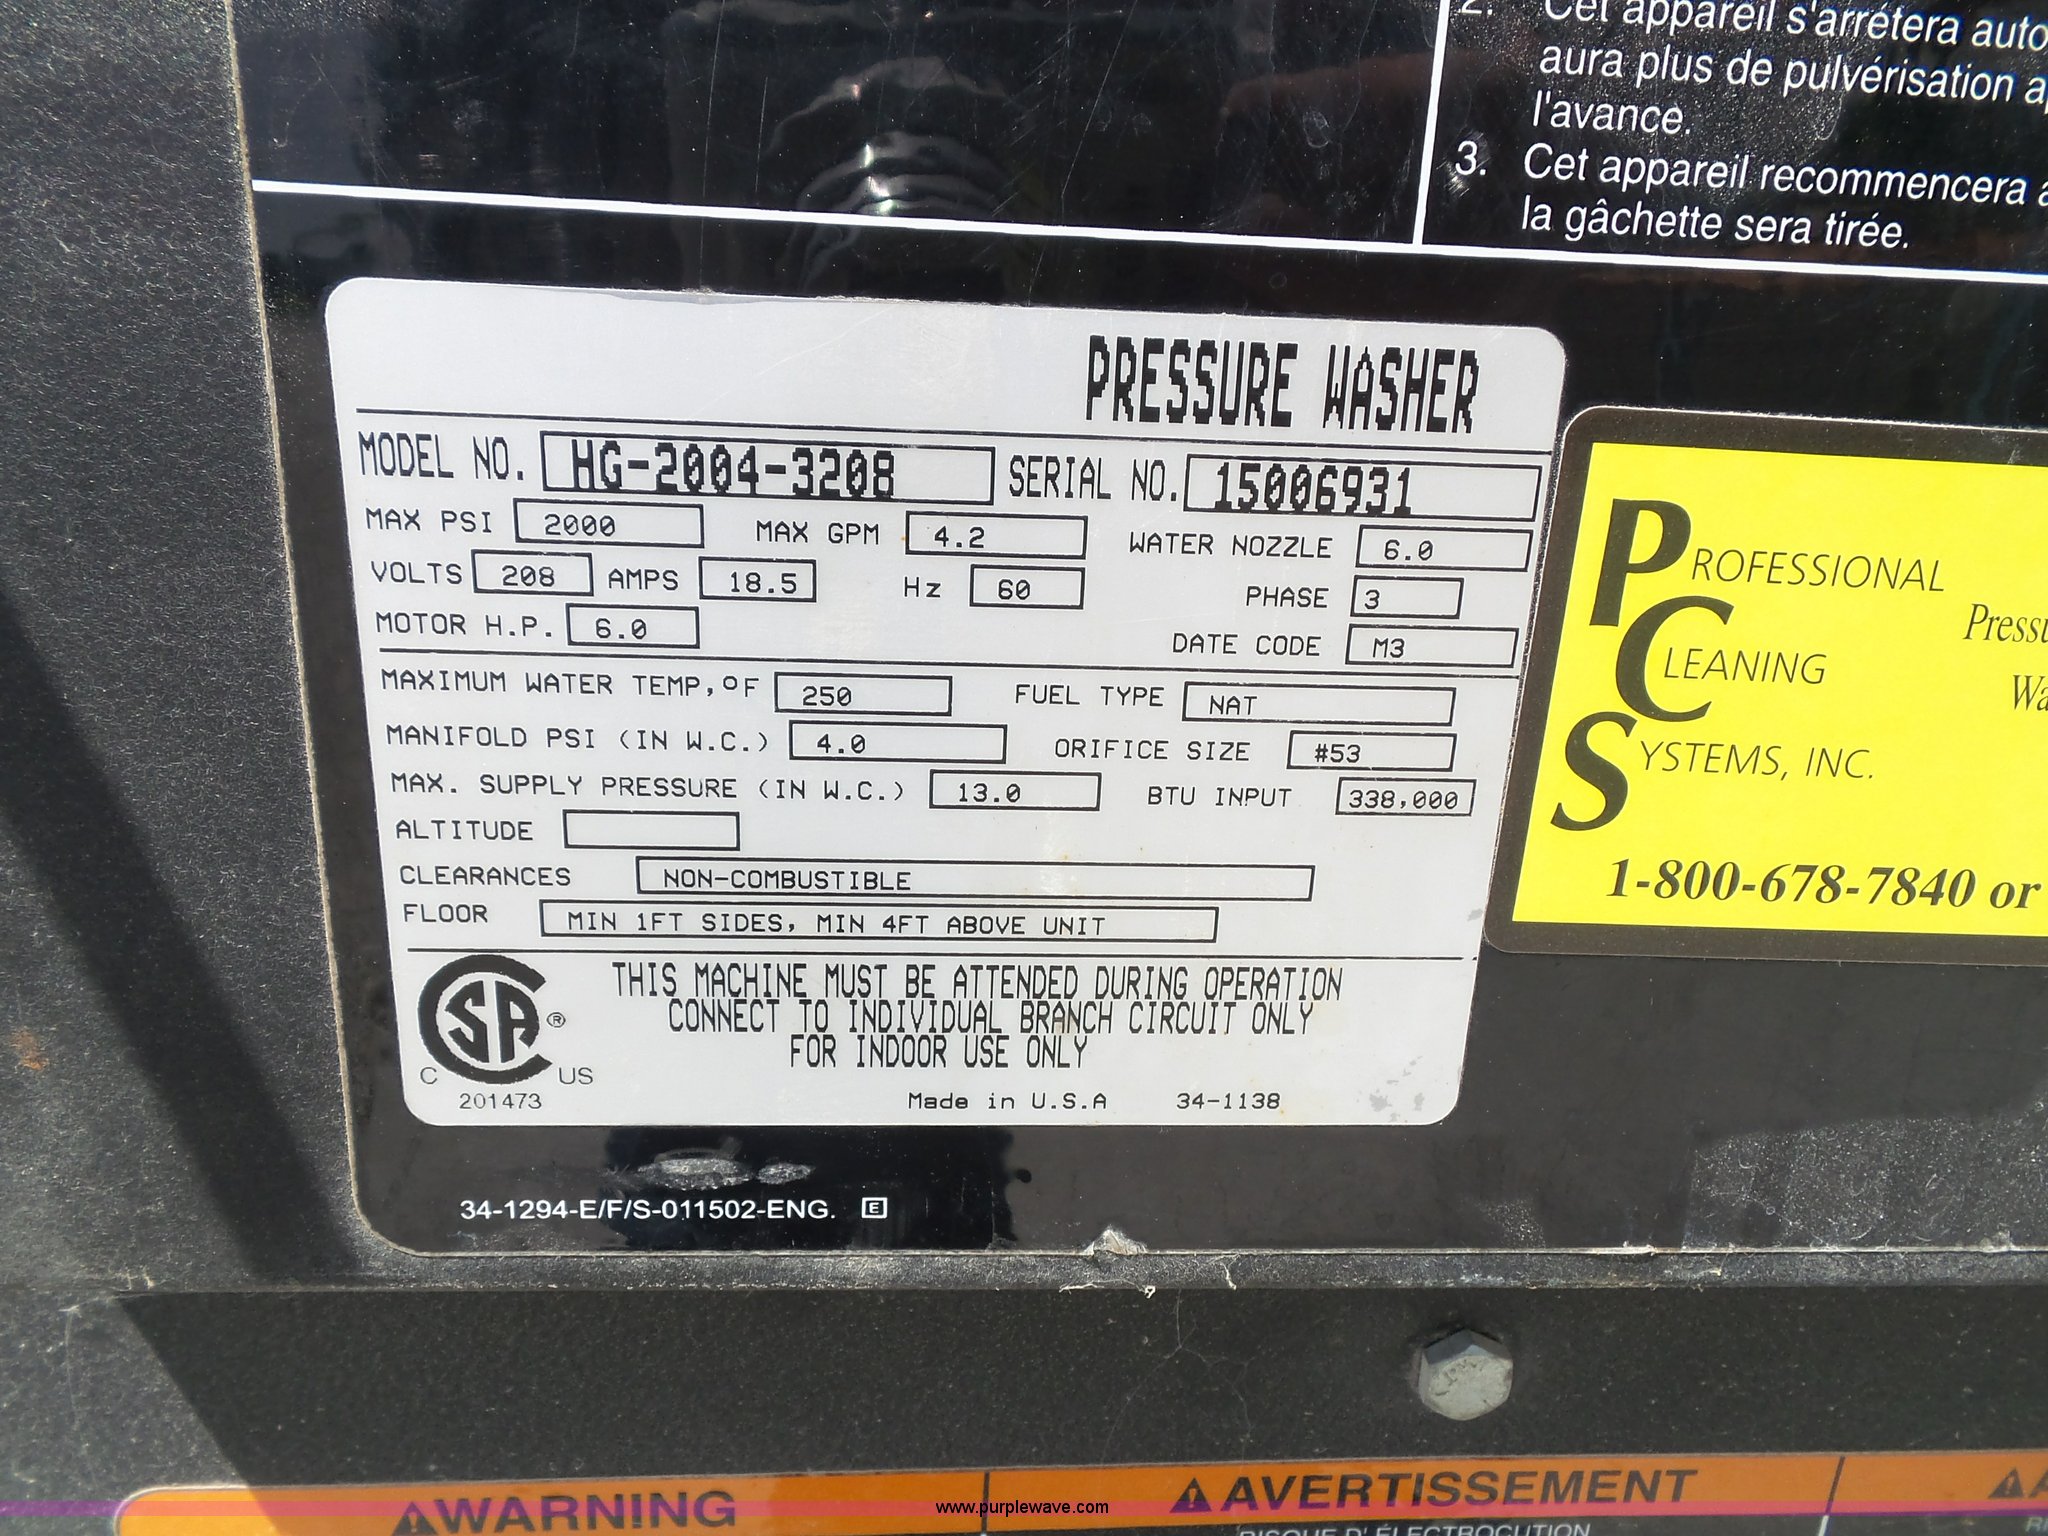 2. Cet appareil s'arrêtera
aura plus de pulvérisation
l'avance.
3. Cet appareil recommencera
la gâchette sera tirée.
PRESSURE WASHER
MODEL NO. HG-2004-3208 SERIAL NO. 15006931
MAX PSI 2000 MAX GPM 4.2 WATER NOZZLE 6.0
VOLTS 208 AMPS 18.5 Hz 60 PHASE 3
MOTOR H.P. 6.0 DATE CODE M3
MAXIMUM WATER TEMP,ºF 250 FUEL TYPE NAT
MANIFOLD PSI (IN W.C.) 4.0 ORIFICE SIZE #53
MAX. SUPPLY PRESSURE (IN W.C.) 13.0 BTU INPUT 338,000
ALTITUDE
CLEARANCES NON-COMBUSTIBLE
FLOOR MIN 1FT SIDES, MIN 4FT ABOVE UNIT
THIS MACHINE MUST BE ATTENDED DURING OPERATION
CONNECT TO INDIVIDUAL BRANCH CIRCUIT ONLY
FOR INDOOR USE ONLY
CSA ®
C US
201473
Made in U.S.A 34-1138
34-1294-E/F/S-011502-ENG. E
PROFESSIONAL
CLEANING
SYSTEMS, INC.
1-800-678-7840 or
WARNING
AVERTISSEMENT
RISQUE D' ÉLECTROCUTION
www.purplewave.com